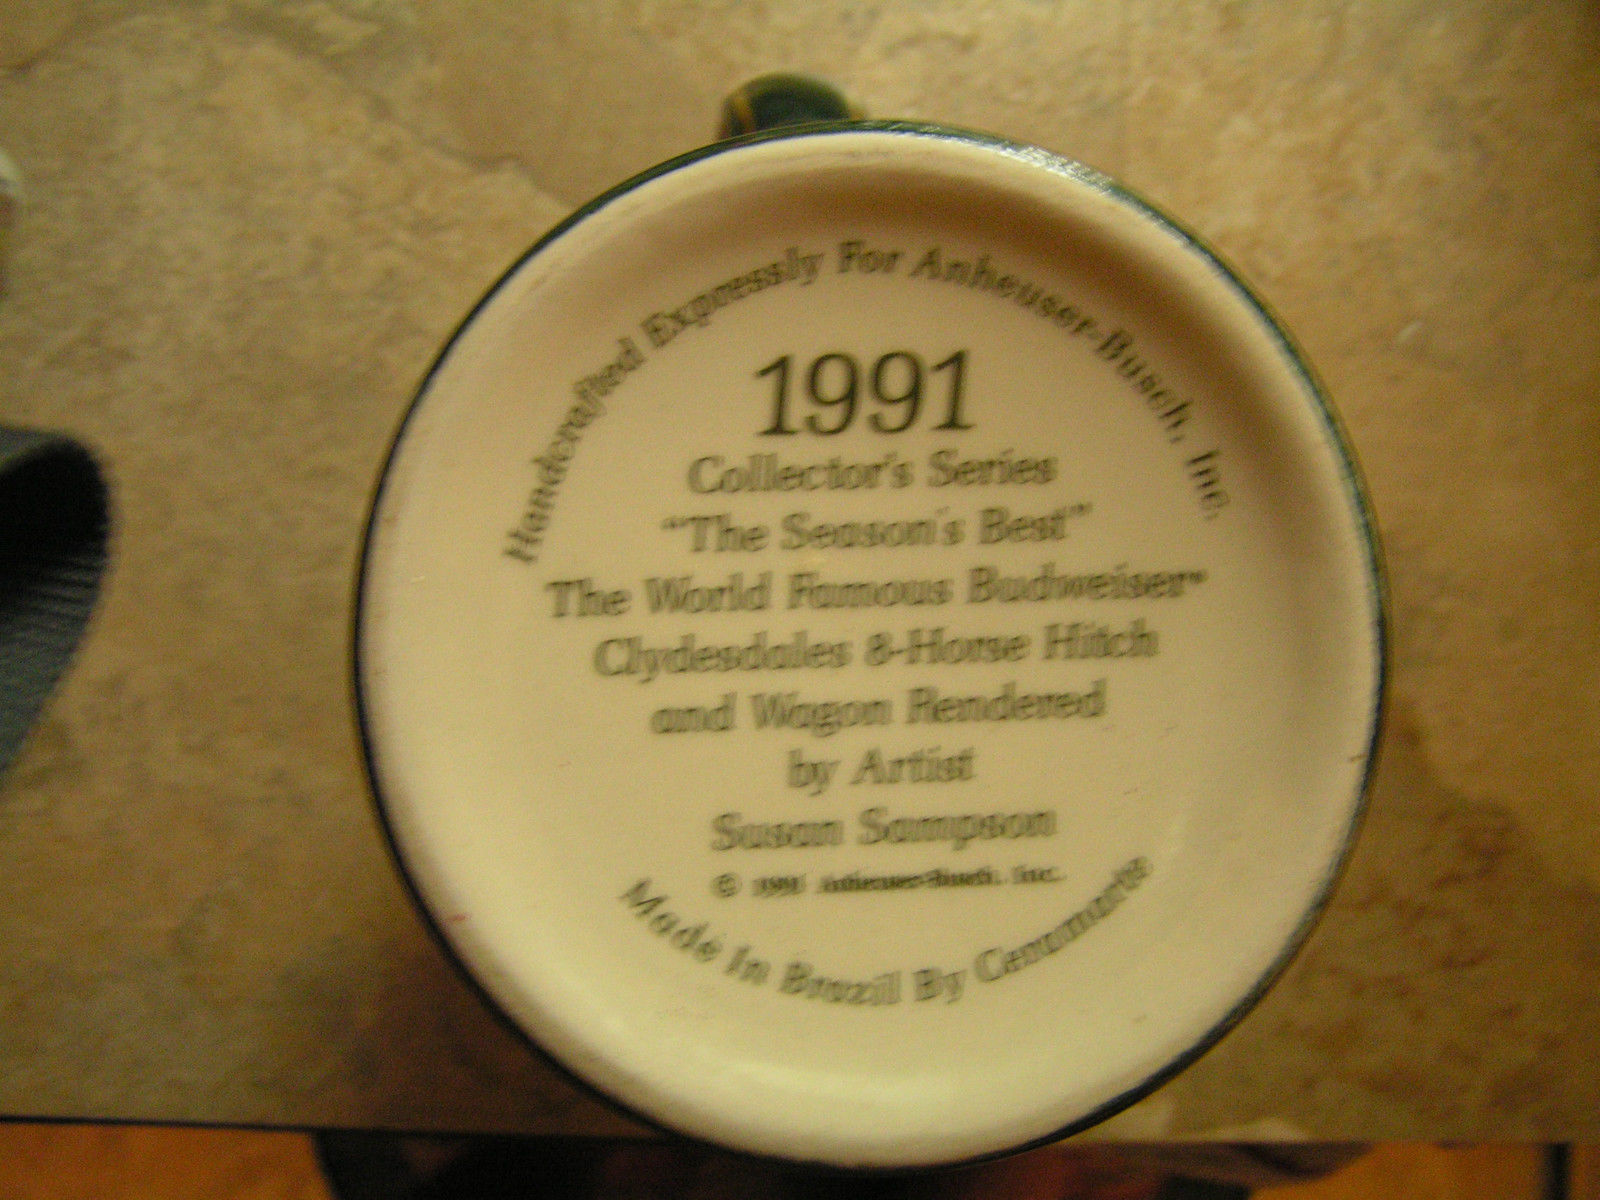 Handcrafted Expressly For Anheuser-Busch, Inc.
1991
Collector's Series
"The Season's Best"
The World Famous Budweiser®
Clydesdales 8-Horse Hitch
and Wagon Rendered
by Artist
Susan Sampson
© 1991 Anheuser-Busch, Inc.
Made In Brazil By Ceramarte